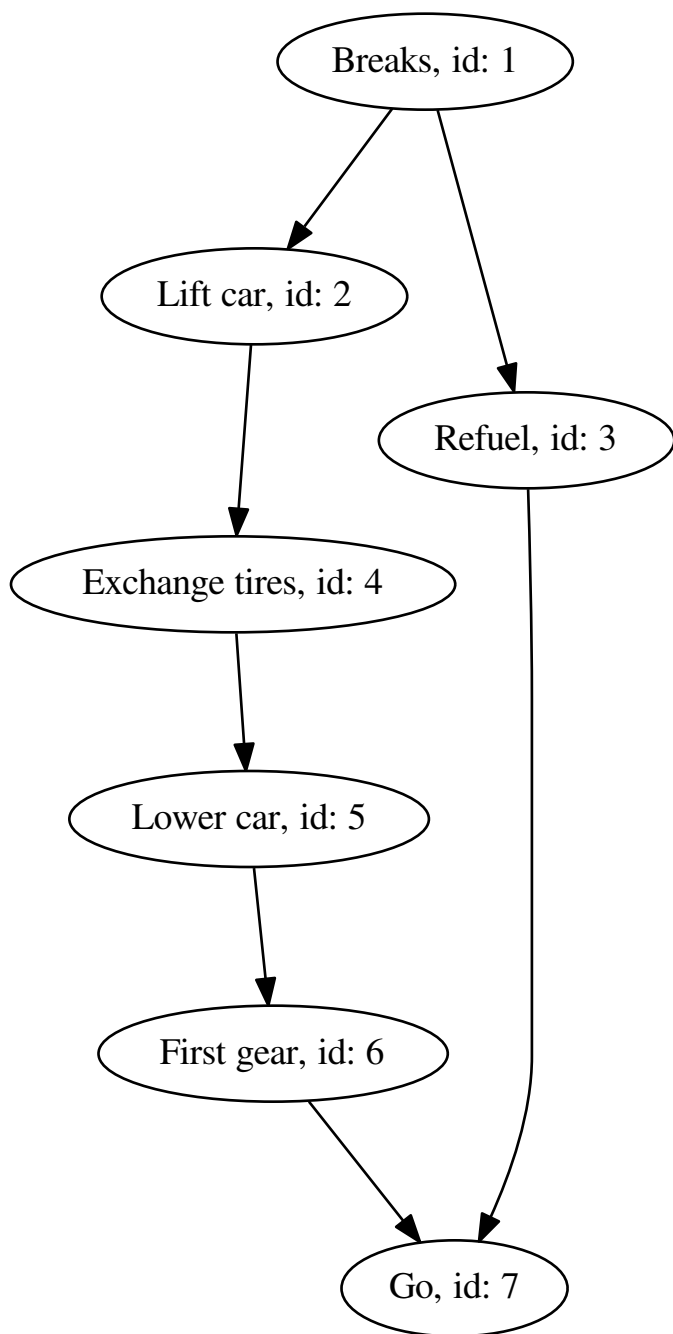 Breaks, id: 1
Lift car, id: 2
Refuel, id: 3
Exchange tires, id: 4
Lower car, id: 5
First gear, id: 6
Go, id: 7